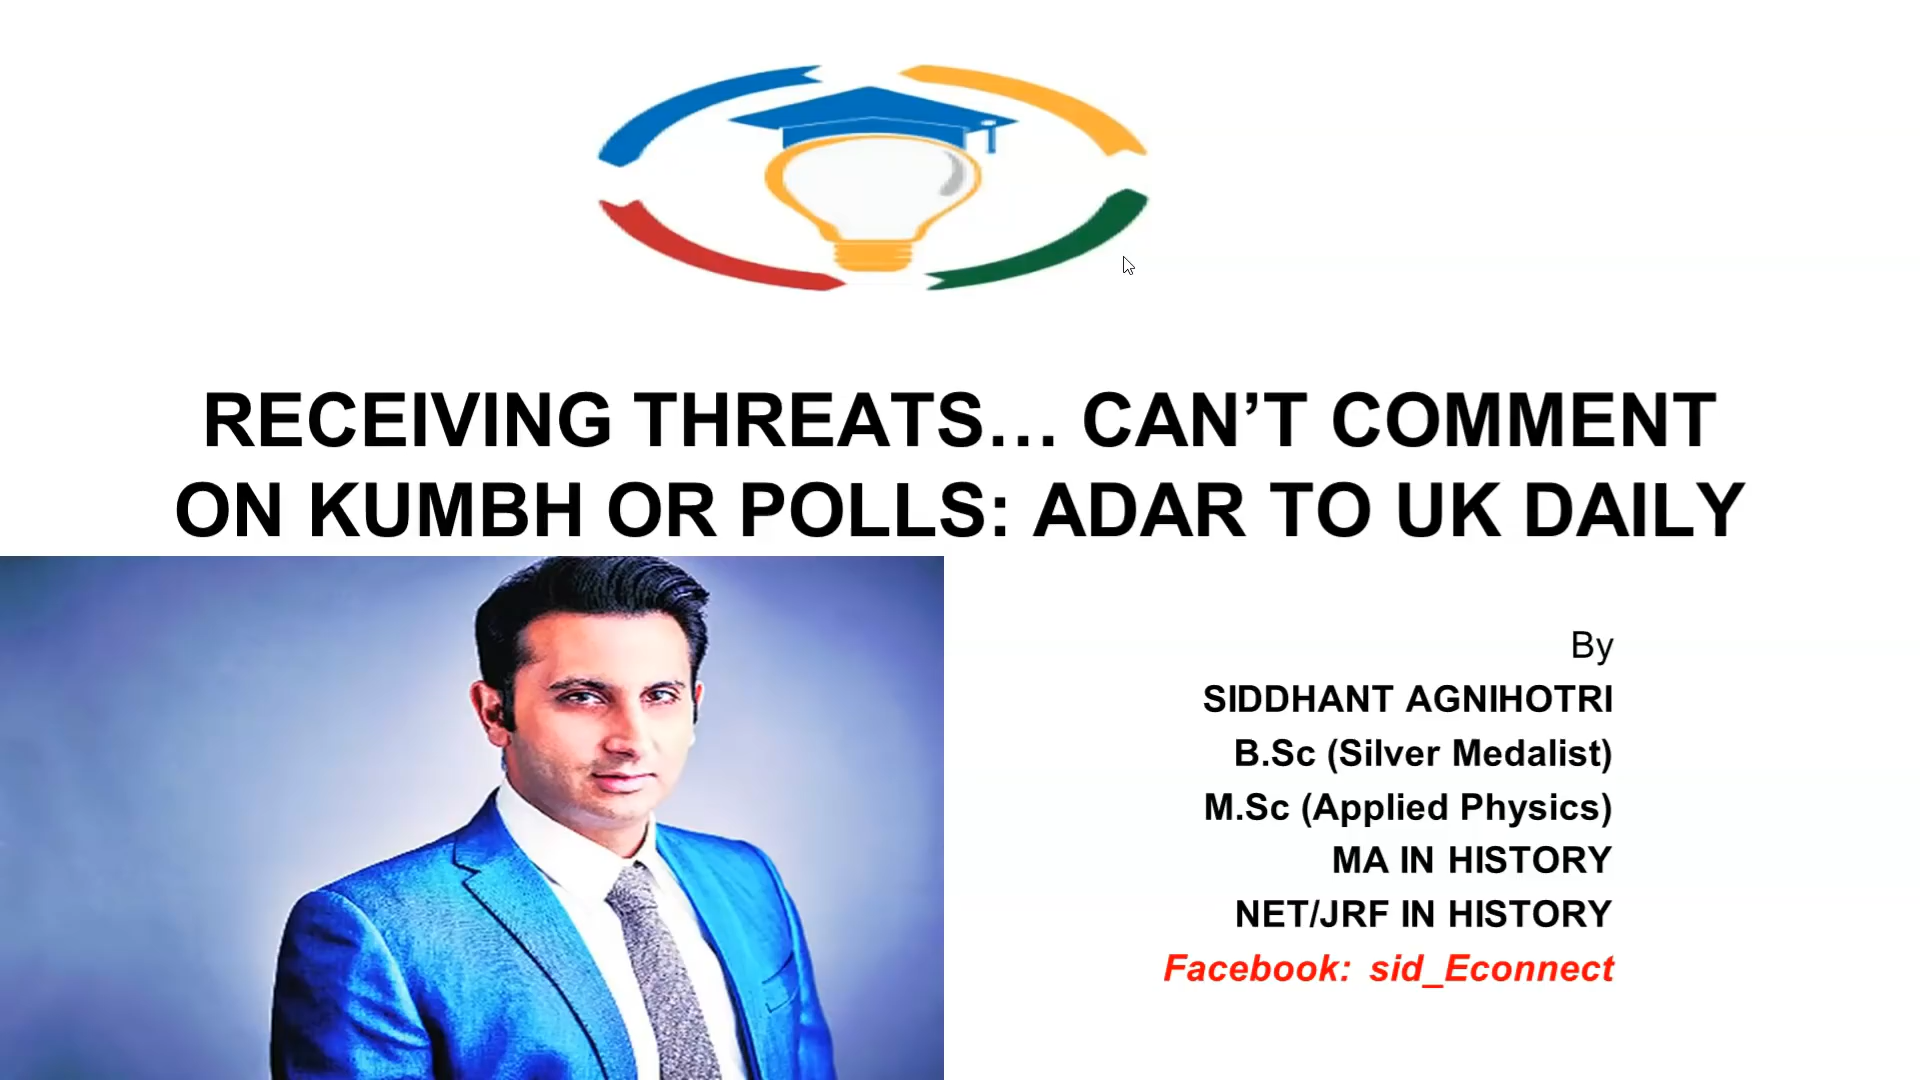 RECEIVING THREATS… CAN’T COMMENT
ON KUMBH OR POLLS: ADAR TO UK DAILY
By
SIDDHANT AGNIHOTRI
B.Sc (Silver Medalist)
M.Sc (Applied Physics)
MA IN HISTORY
NET/JRF IN HISTORY
Facebook: sid_Econnect